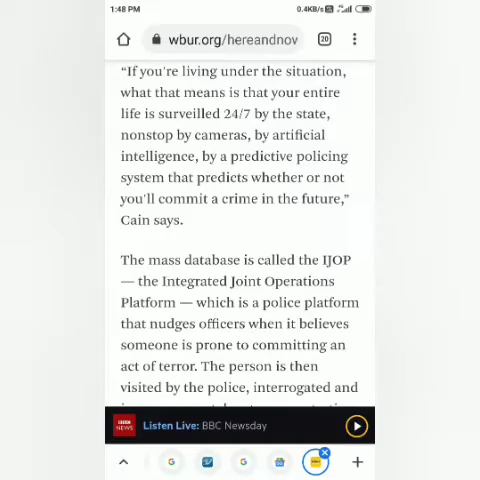 1:48 PM
0.4KB/s
20
wbur.org/hereandnov
“If you're living under the situation,
what that means is that your entire
life is surveilled 24/7 by the state,
nonstop by cameras, by artificial
intelligence, by a predictive policing
system that predicts whether or not
you'll commit a crime in the future,”
Cain says.
The mass database is called the IJOP
— the Integrated Joint Operations
Platform — which is a police platform
that nudges officers when it believes
someone is prone to committing an
act of terror. The person is then
visited by the police, interrogated and
BBC NEWS
Listen Live: BBC Newsday